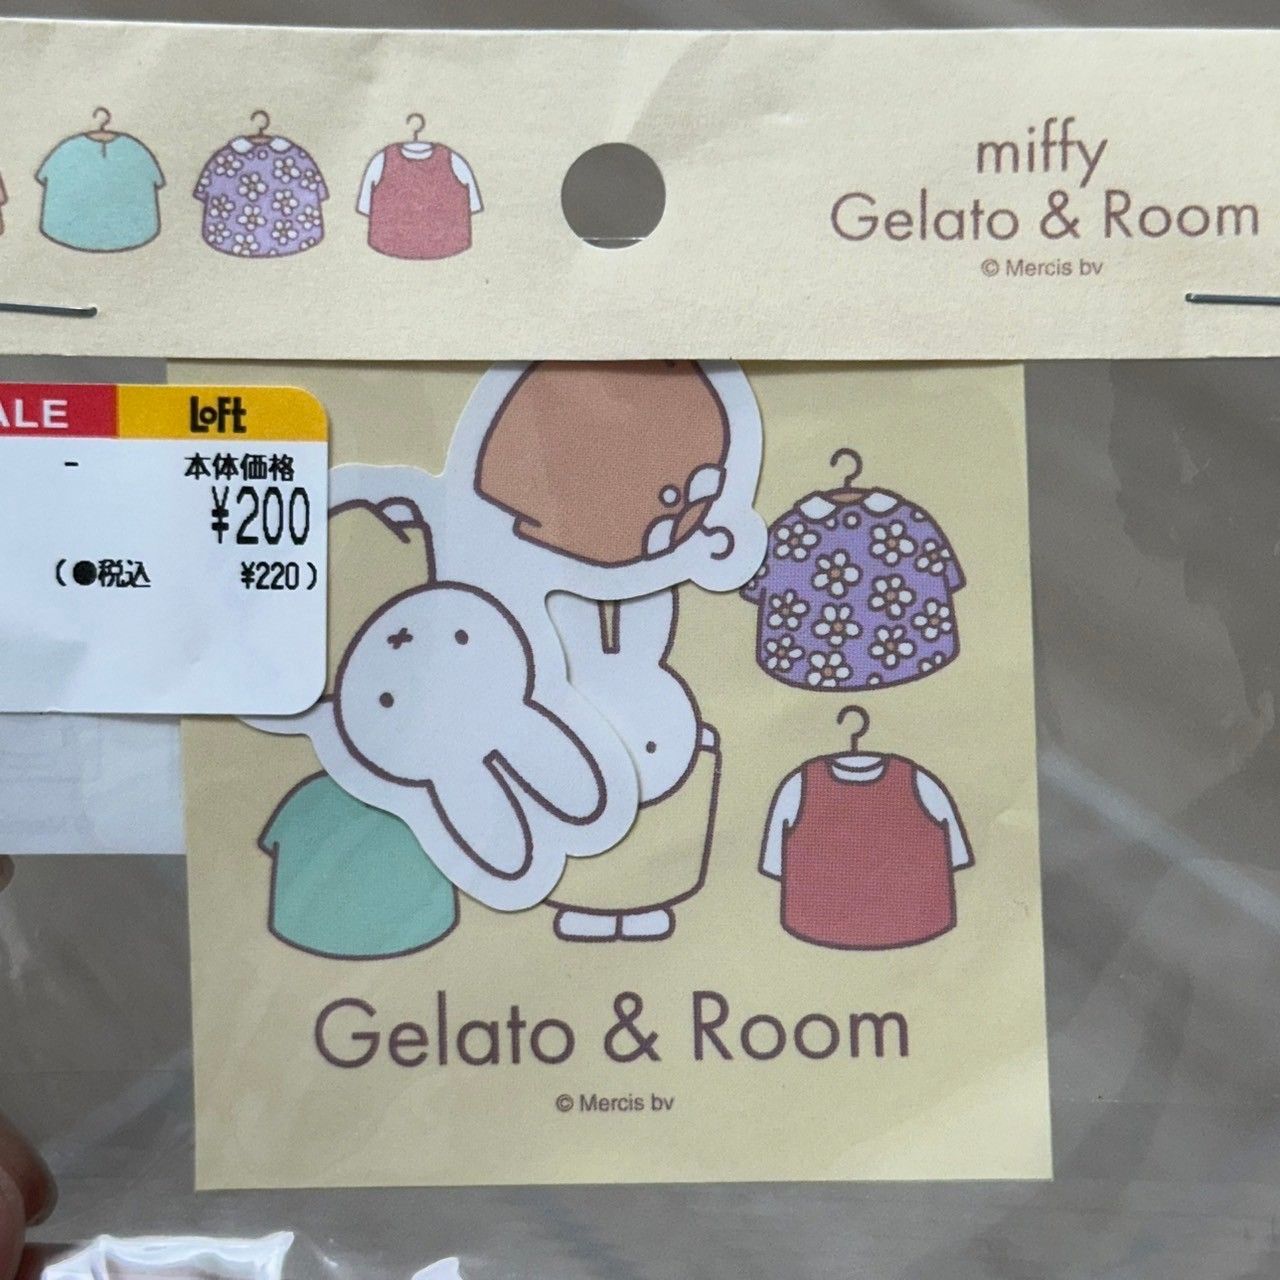 miffy
Gelato & Room
© Mercis bv
ALE
LOFT
-
本体価格
¥200
(●税込 ¥220)
Gelato & Room
© Mercis bv